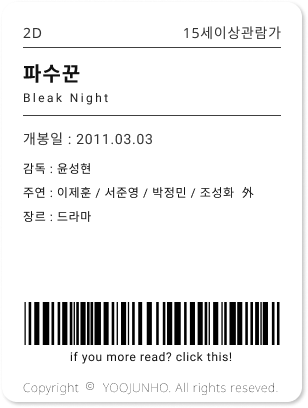 2D 15세이상관람가
파수꾼
Bleak Night
개봉일 : 2011.03.03
감독 : 윤성현
주연 : 이제훈 / 서준영 / 박정민 / 조성화 外
장르 : 드라마
if you more read? click this!
Copyright © YOOJUNHO. All rights reserved.